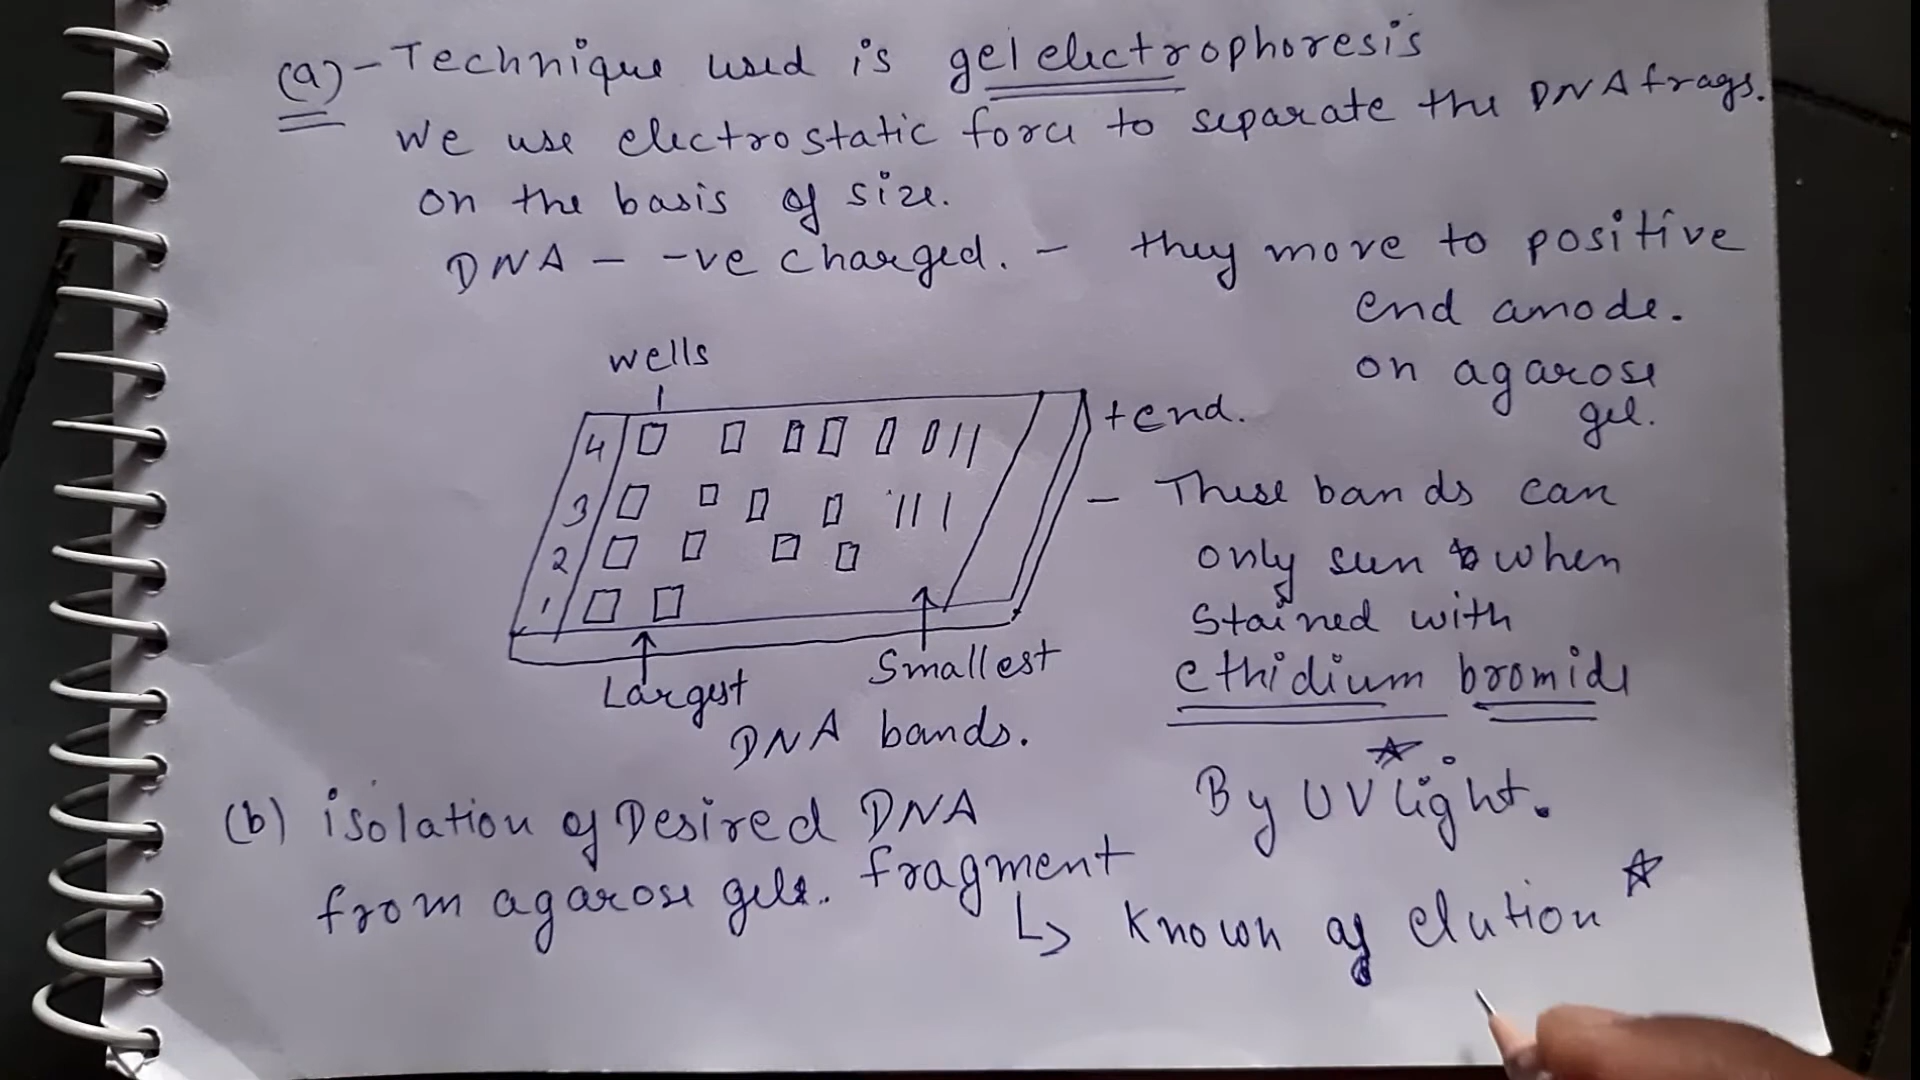 (a) - Technique used is gel electrophoresis
We use electrostatic force to separate the DNA frags.
on the basis of size.
DNA - -ve charged. - they move to positive
end anode.
on agarose
gel.
wells
+end.
4
3
2
1
Largest
Smallest
DNA bands.
- These bands can
only seen when
stained with
ethidium bromide
By UV light.
(b) isolation of Desired DNA
fragment
from agarose gels.
↳ Known as elution